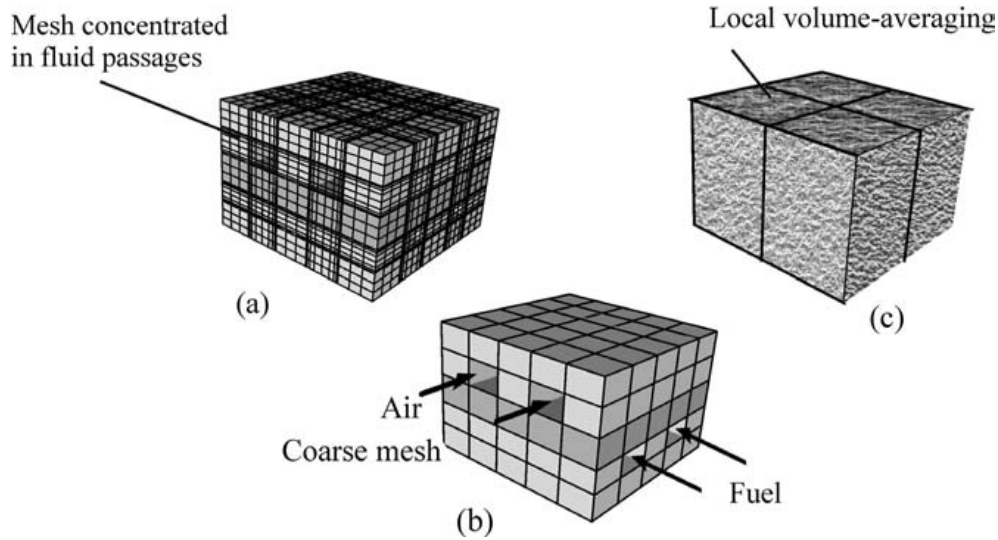 Mesh concentrated
in fluid passages
Local volume-averaging
(a)
(c)
Air
Coarse mesh
Fuel
(b)